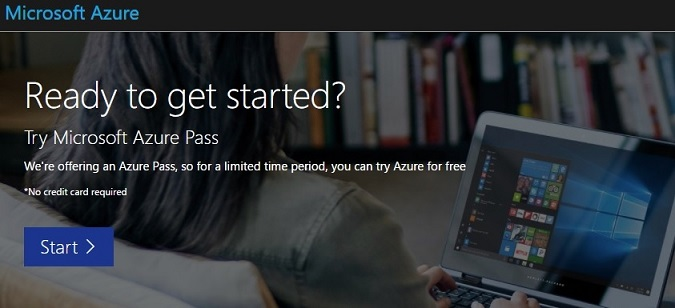 Microsoft Azure
Ready to get started?
Try Microsoft Azure Pass
We're offering an Azure Pass, so for a limited time period, you can try Azure for free
*No credit card required
Start >